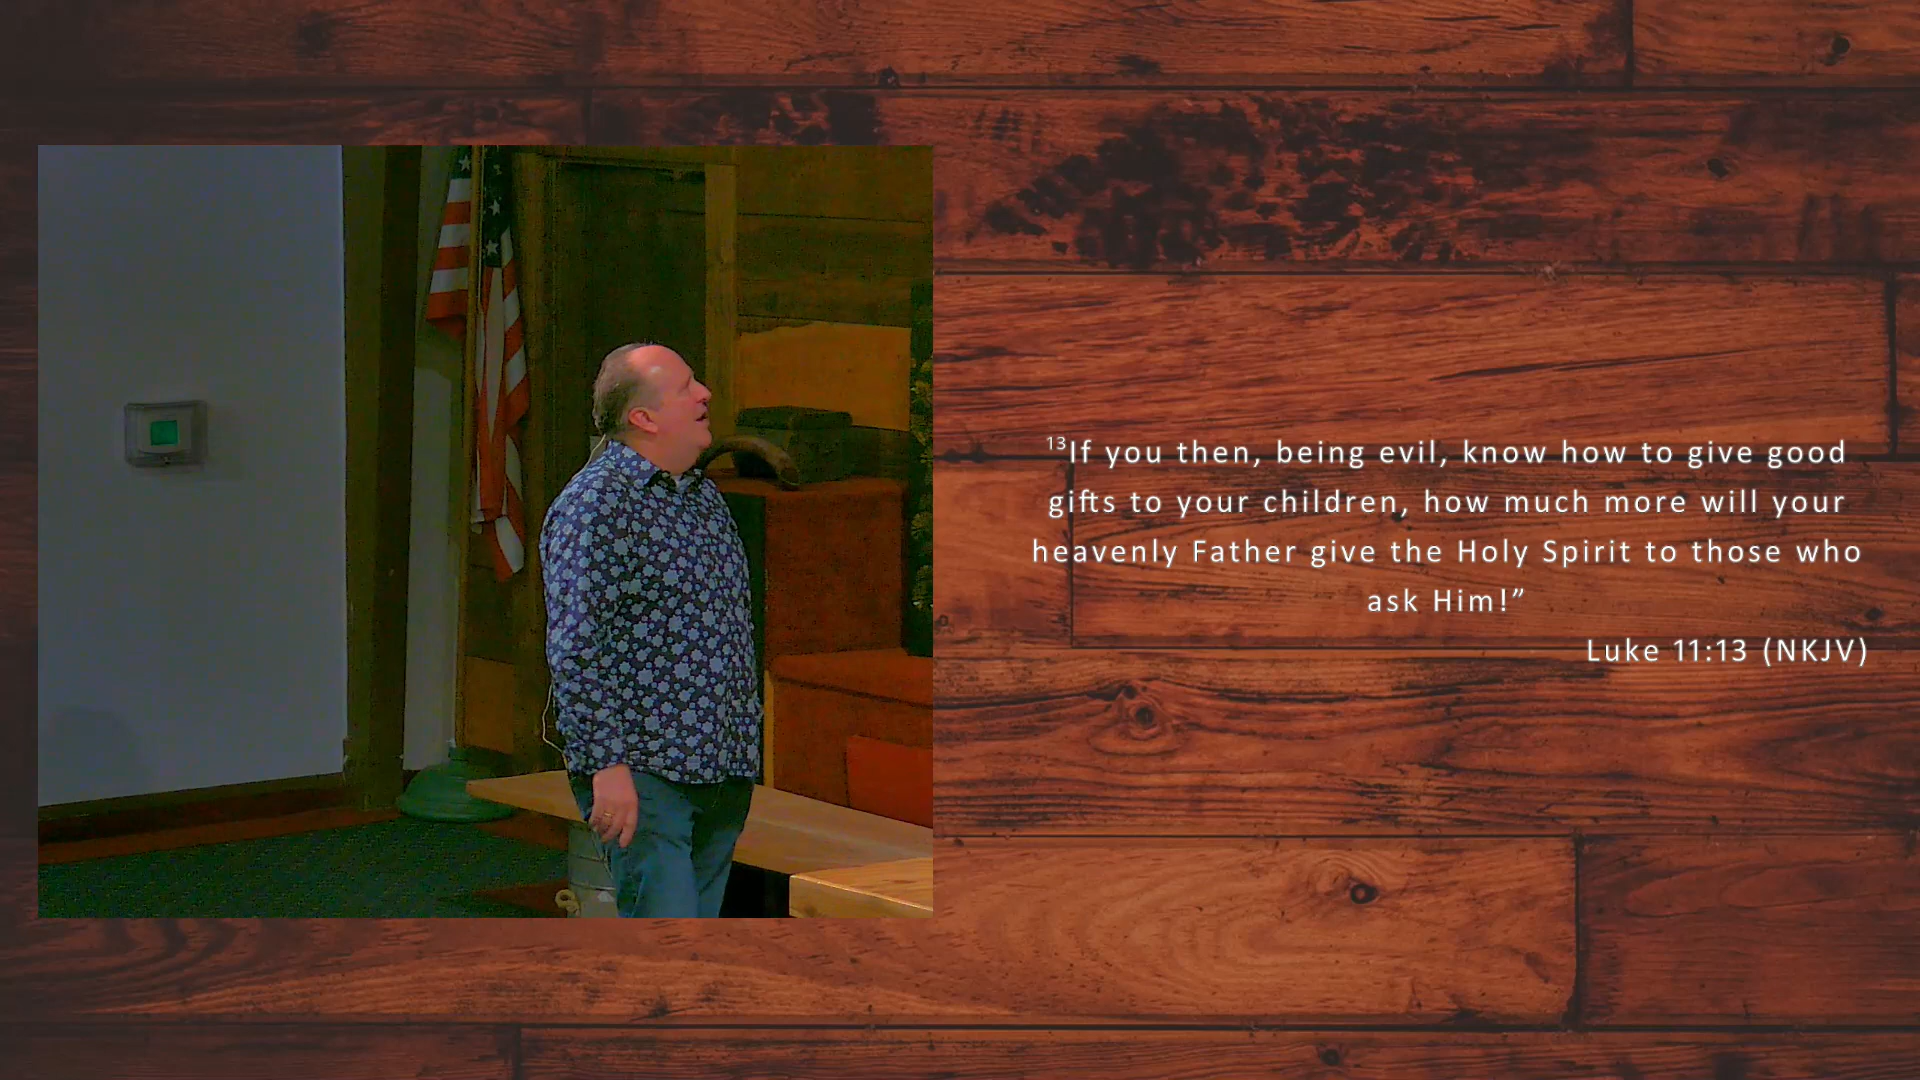 ¹³If you then, being evil, know how to give good
gifts to your children, how much more will your
heavenly Father give the Holy Spirit to those who
ask Him!”
Luke 11:13 (NKJV)